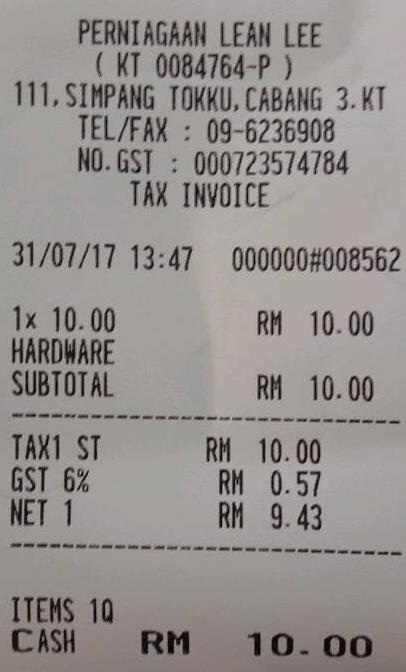 PERNIAGAAN LEAN LEE
( KT 0084764-P )
111,SIMPANG TOKKU,CABANG 3.KT
TEL/FAX : 09-6236908
NO.GST : 000723574784
TAX INVOICE
31/07/17 13:47 000000#008562
1x 10.00 RM 10.00
HARDWARE
SUBTOTAL RM 10.00
TAX1 ST RM 10.00
GST 6% RM 0.57
NET 1 RM 9.43
ITEMS 1Q
CASH RM 10.00